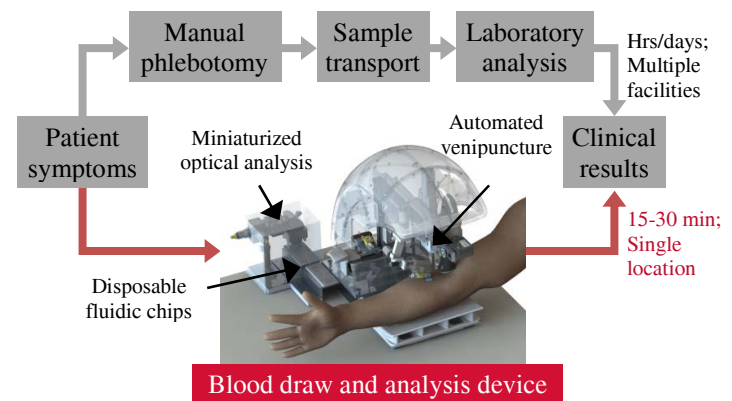 Manual
phlebotomy
Sample
transport
Laboratory
analysis
Hrs/days;
Multiple
facilities
Patient
symptoms
Miniaturized
optical analysis
Automated
venipuncture
Clinical
results
Disposable
fluidic chips
15-30 min;
Single
location
Blood draw and analysis device